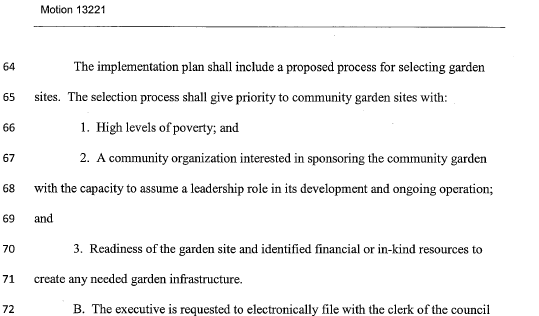 Motion 13221
64 The implementation plan shall include a proposed process for selecting garden
65 sites. The selection process shall give priority to community garden sites with:
66 1. High levels of poverty; and
67 2. A community organization interested in sponsoring the community garden
68 with the capacity to assume a leadership role in its development and ongoing operation;
69 and
70 3. Readiness of the garden site and identified financial or in-kind resources to
71 create any needed garden infrastructure.
72 B. The executive is requested to electronically file with the clerk of the council